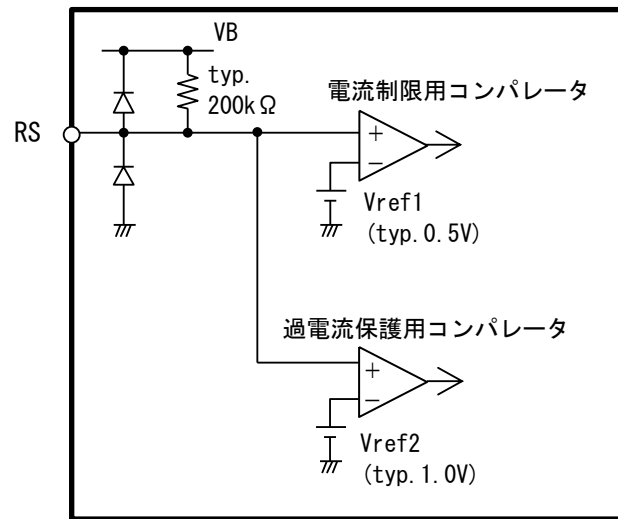 VB
typ.
200kΩ
RS
電流制限用コンパレータ
+
−
Vref1
(typ.0.5V)
過電流保護用コンパレータ
+
−
Vref2
(typ.1.0V)